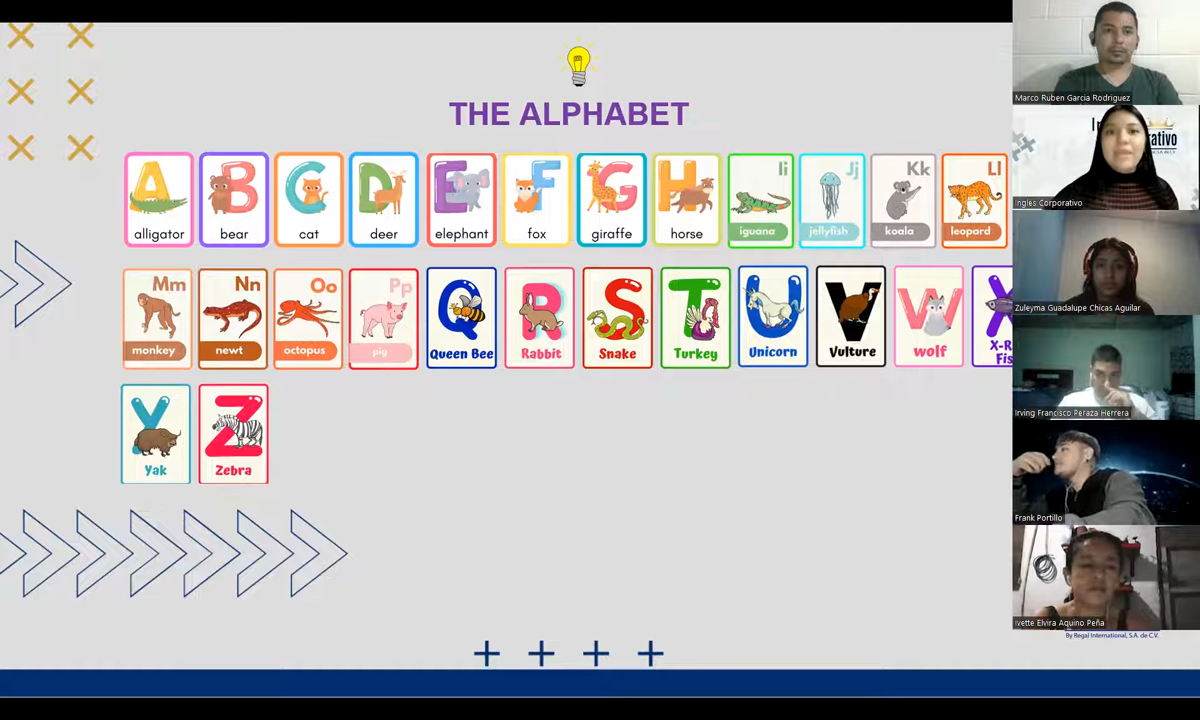 THE ALPHABET
A B C D E F G H Ii Jj Kk Ll
alligator bear cat deer elephant fox giraffe horse iguana jellyfish koala leopard
Mm Nn Oo Pp Q R S T U V W X
monkey newt octopus pig Queen Bee Rabbit Snake Turkey Unicorn Vulture wolf X-R
Fis
Y Z
Yak Zebra
Marco Ruben Garcia Rodriguez
Ingles Corporativo
Zuleyma Guadalupe Chicas Aguilar
Irving Francisco Peraza Herrera
Frank Portillo
Ivette Elvira Aquino Peña
By Regal International, S.A. de C.V.